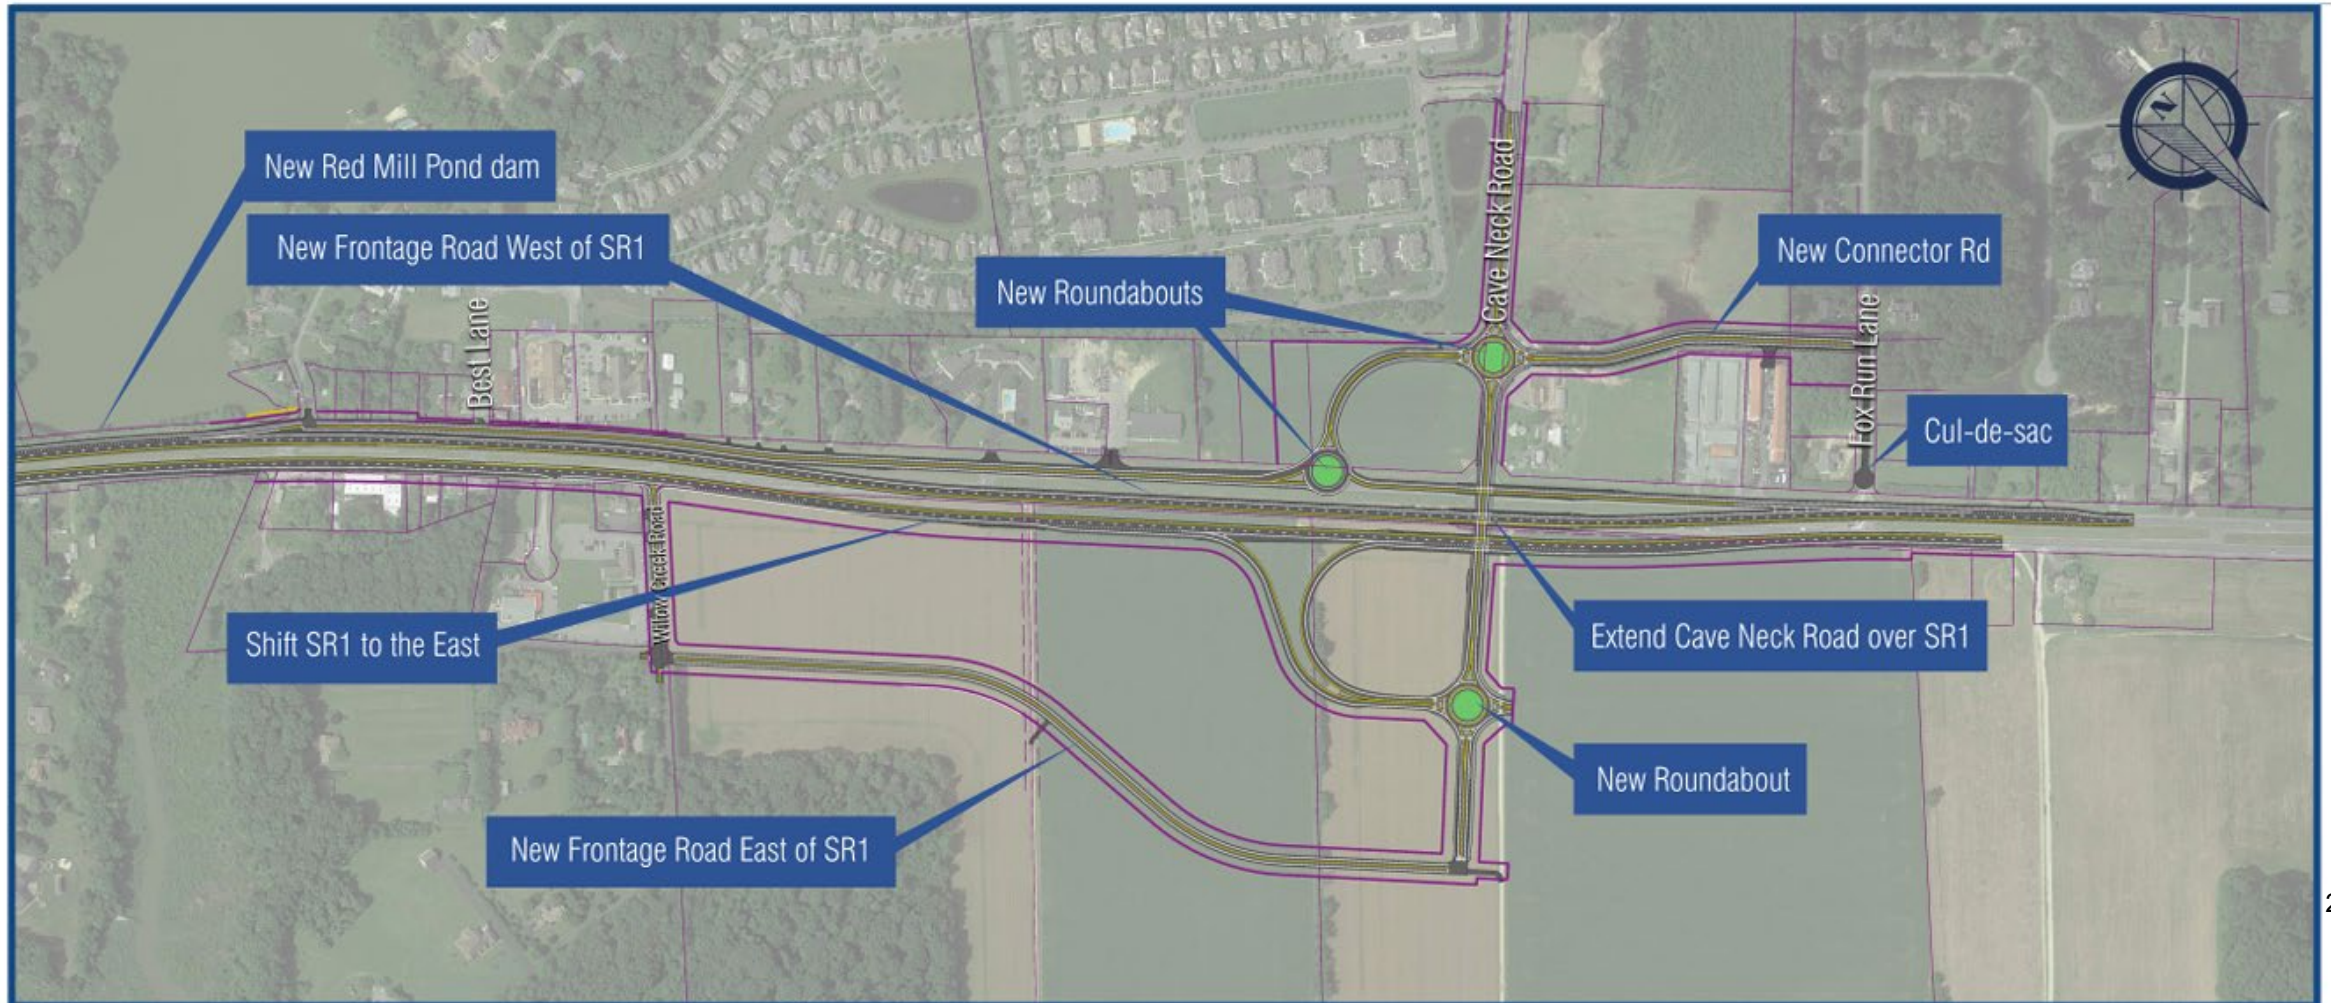 New Red Mill Pond dam
New Frontage Road West of SR1
New Roundabouts
New Connector Rd
Cave Neck Road
Best Lane
Fox Run Lane
Cul-de-sac
Willow Creek Road
Shift SR1 to the East
Extend Cave Neck Road over SR1
New Roundabout
New Frontage Road East of SR1
N
2